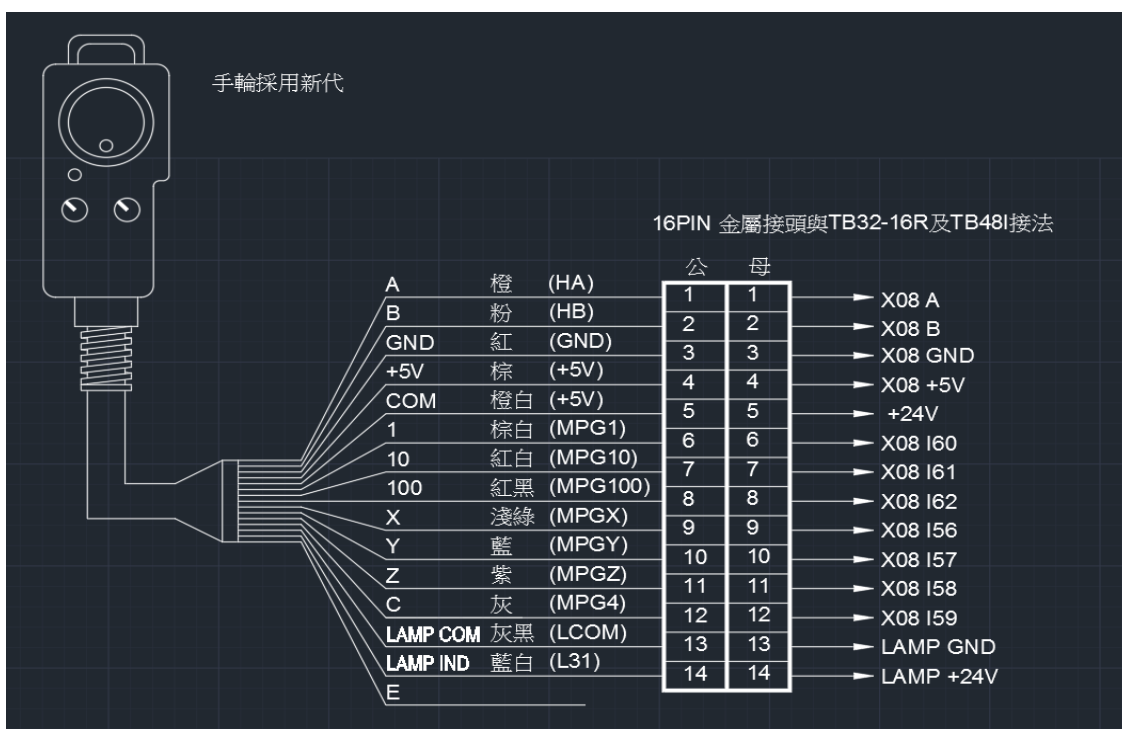 手輪採用新代
16PIN 金屬接頭與TB32-16R及TB48I接法
公 母
A 橙 (HA) 1 1 X08 A
B 粉 (HB) 2 2 X08 B
GND 紅 (GND) 3 3 X08 GND
+5V 棕 (+5V) 4 4 X08 +5V
COM 橙白 (+5V) 5 5 +24V
1 棕白 (MPG1) 6 6 X08 I60
10 紅白 (MPG10) 7 7 X08 I61
100 紅黑 (MPG100) 8 8 X08 I62
X 淺綠 (MPGX) 9 9 X08 I56
Y 藍 (MPGY) 10 10 X08 I57
Z 紫 (MPGZ) 11 11 X08 I58
C 灰 (MPG4) 12 12 X08 I59
LAMP COM 灰黑 (LCOM) 13 13 LAMP GND
LAMP IND 藍白 (L31) 14 14 LAMP +24V
E